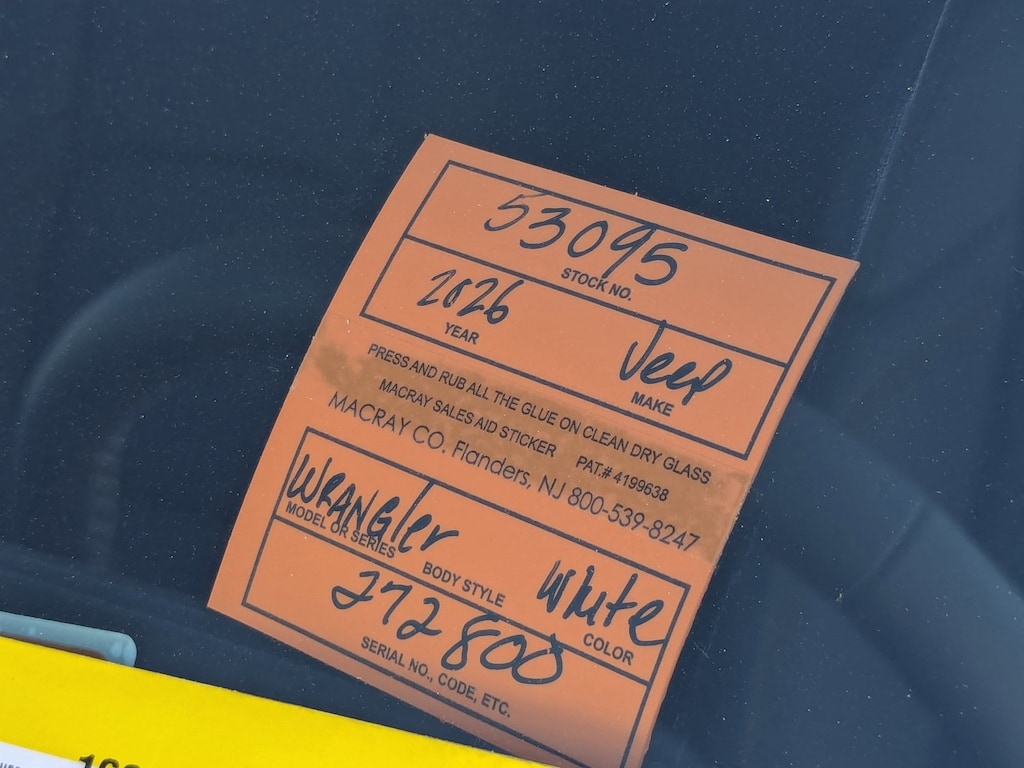 53095
STOCK NO.
2026 Jeep
YEAR MAKE
PRESS AND RUB ALL THE GLUE ON CLEAN DRY GLASS
MACRAY SALES AID STICKER PAT.# 4199638
MACRAY CO. Flanders, NJ 800-539-8247
WRANGler White
MODEL OR SERIES BODY STYLE COLOR
272800
SERIAL NO., CODE, ETC.